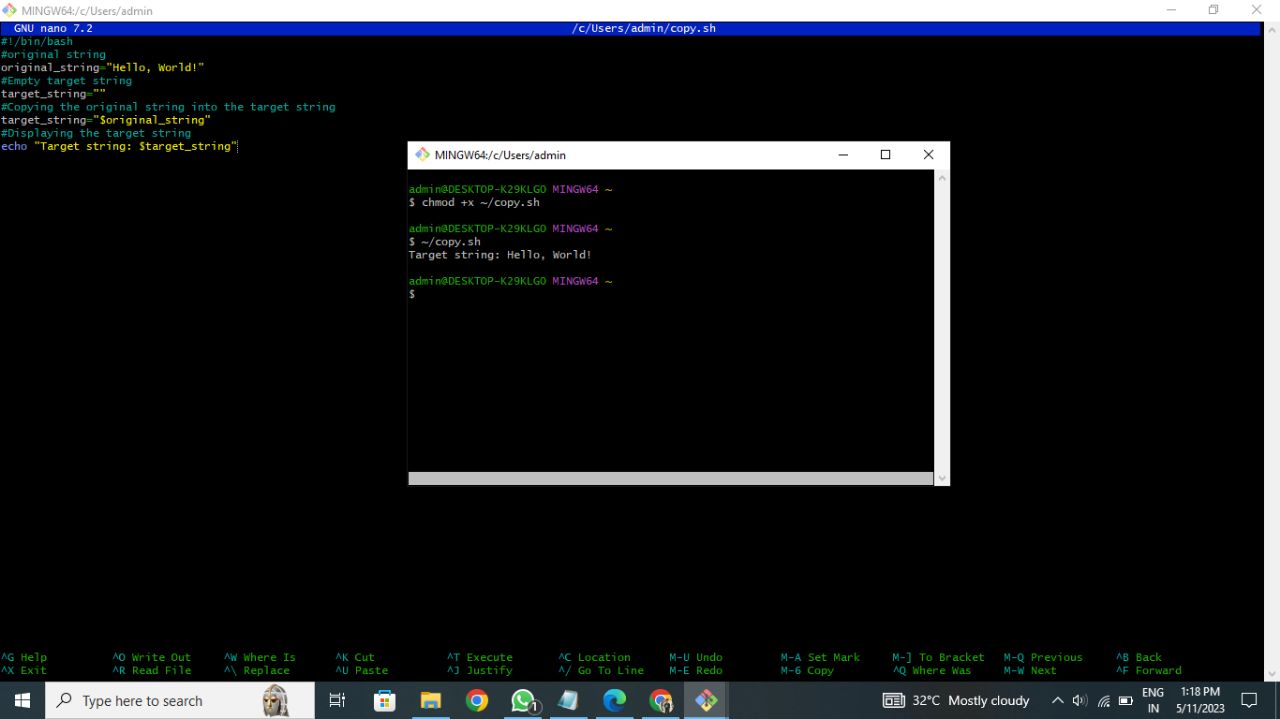 MINGW64:/c/Users/admin
GNU nano 7.2 /c/Users/admin/copy.sh
#!/bin/bash
#original string
original_string="Hello, World!"
#Empty target string
target_string=""
#Copying the original string into the target string
target_string="$original_string"
#Displaying the target string
echo "Target string: $target_string"
MINGW64:/c/Users/admin
admin@DESKTOP-K29KLGO MINGW64 ~
$ chmod +x ~/copy.sh
admin@DESKTOP-K29KLGO MINGW64 ~
$ ~/copy.sh
Target string: Hello, World!
admin@DESKTOP-K29KLGO MINGW64 ~
$
^G Help ^O Write Out ^W Where Is ^K Cut ^T Execute ^C Location M-U Undo M-A Set Mark M-] To Bracket M-Q Previous ^B Back
^X Exit ^R Read File ^\ Replace ^U Paste ^J Justify ^/ Go To Line M-E Redo M-6 Copy ^Q Where Was M-W Next ^F Forward
Type here to search 1 32°C Mostly cloudy ENG 1:18 PM
IN 5/11/2023